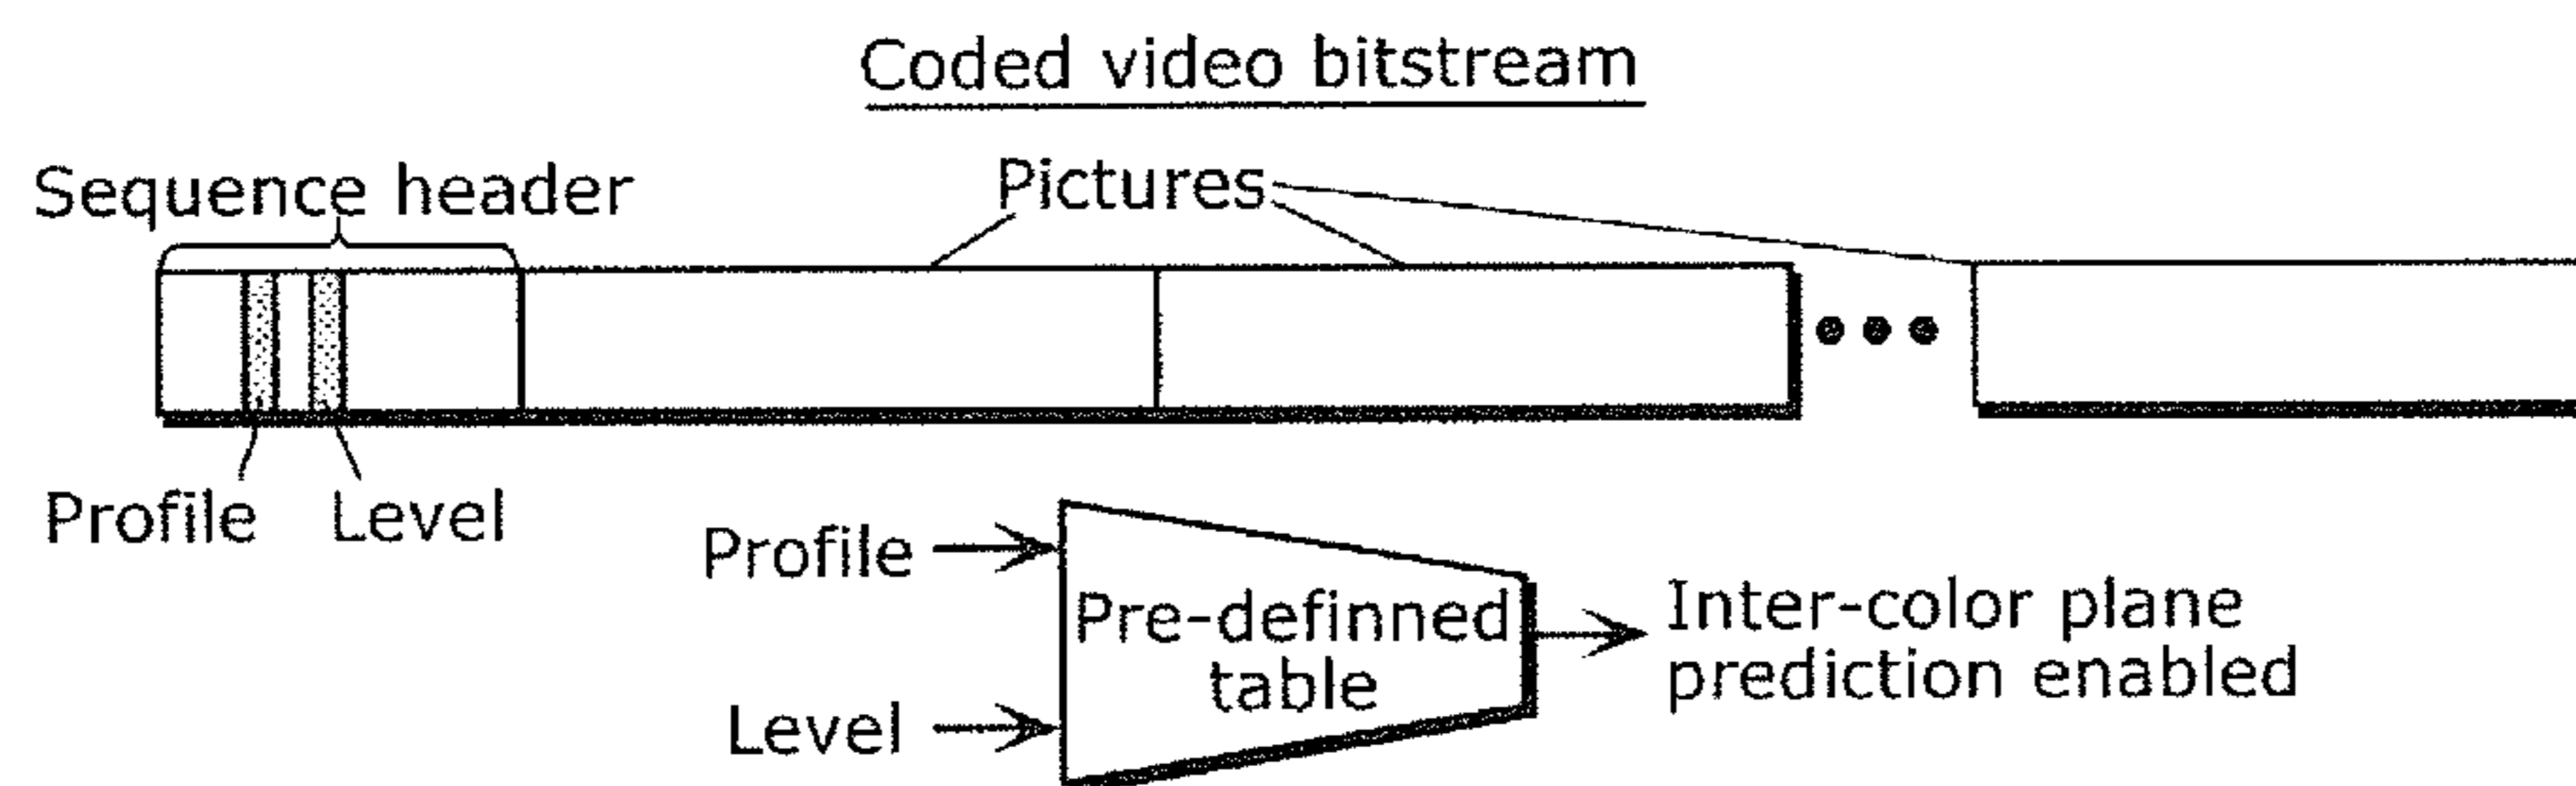 Coded video bitstream
Sequence header
Pictures
Profile
Level
Profile
Pre-definned
table
Level
Inter-color plane
prediction enabled